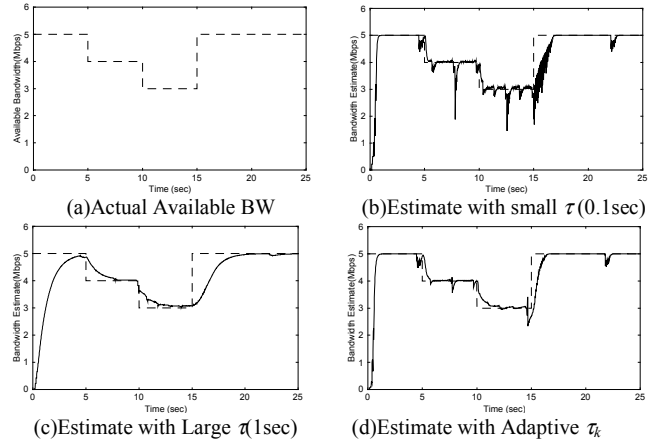 Available Bandwidth(Mbps)
6
5
4
3
2
1
0
0 5 10 15 20 25
Time (sec)
(a)Actual Available BW
Bandwidth Estimate(Mbps)
6
5
4
3
2
1
0
0 5 10 15 20 25
Time (sec)
(b)Estimate with small τ (0.1sec)
Bandwidth Estimate(Mbps)
6
5
4
3
2
1
0
0 5 10 15 20 25
Time (sec)
(c)Estimate with Large τ(1sec)
Bandwidth Estimate(Mbps)
6
5
4
3
2
1
0
0 5 10 15 20 25
Time (sec)
(d)Estimate with Adaptive τk